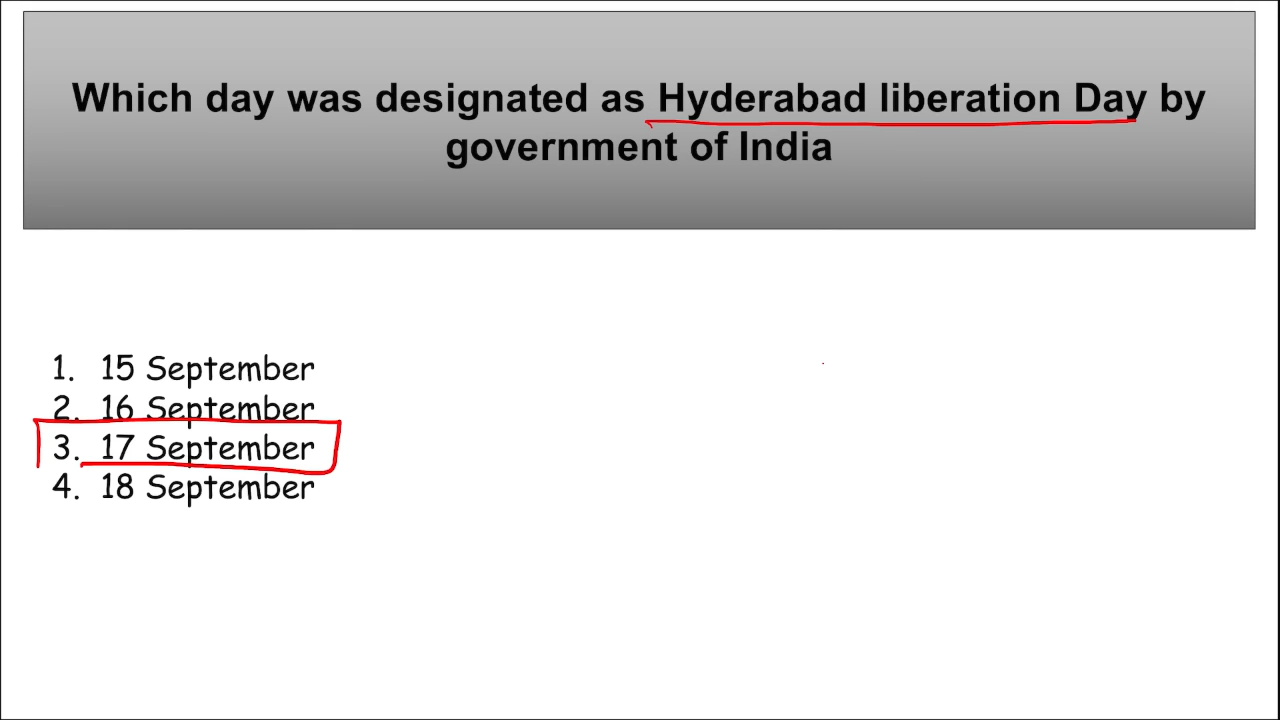 Which day was designated as Hyderabad liberation Day by
government of India
1. 15 September
2. 16 September
3. 17 September
4. 18 September